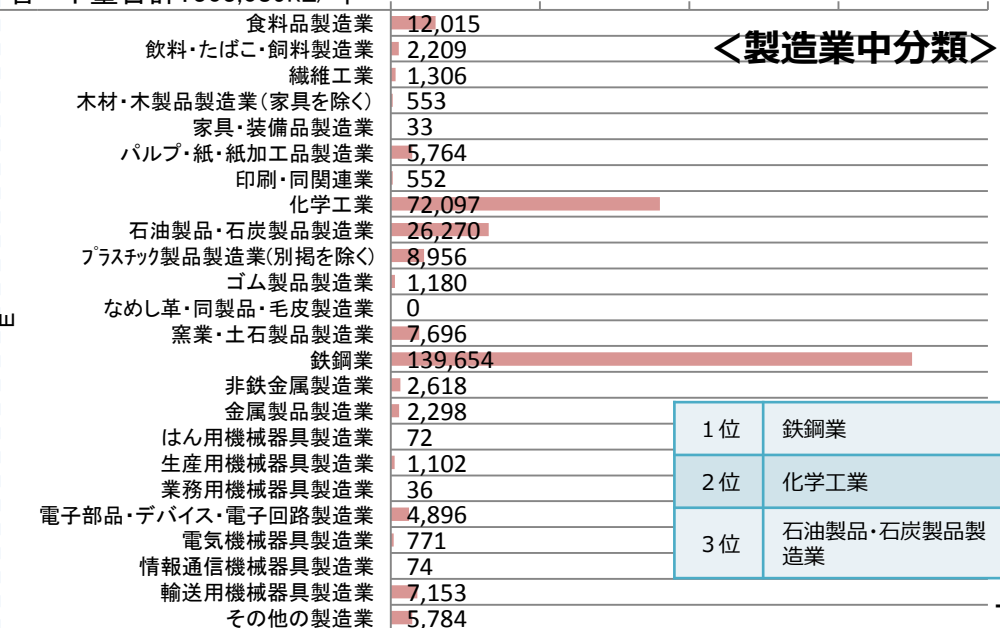 <製造業中分類>
食料品製造業 12,015
飲料・たばこ・飼料製造業 2,209
繊維工業 1,306
木材・木製品製造業(家具を除く) 553
家具・装備品製造業 33
パルプ・紙・紙加工品製造業 5,764
印刷・同関連業 552
化学工業 72,097
石油製品・石炭製品製造業 26,270
プラスチック製品製造業(別掲を除く) 8,956
ゴム製品製造業 1,180
なめし革・同製品・毛皮製造業 0
窯業・土石製品製造業 7,696
鉄鋼業 139,654
非鉄金属製造業 2,618
金属製品製造業 2,298
はん用機械器具製造業 72
生産用機械器具製造業 1,102
業務用機械器具製造業 36
電子部品・デバイス・電子回路製造業 4,896
電気機械器具製造業 771
情報通信機械器具製造業 74
輸送用機械器具製造業 7,153
その他の製造業 5,784
1位 鉄鋼業
2位 化学工業
3位 石油製品・石炭製品製
造業